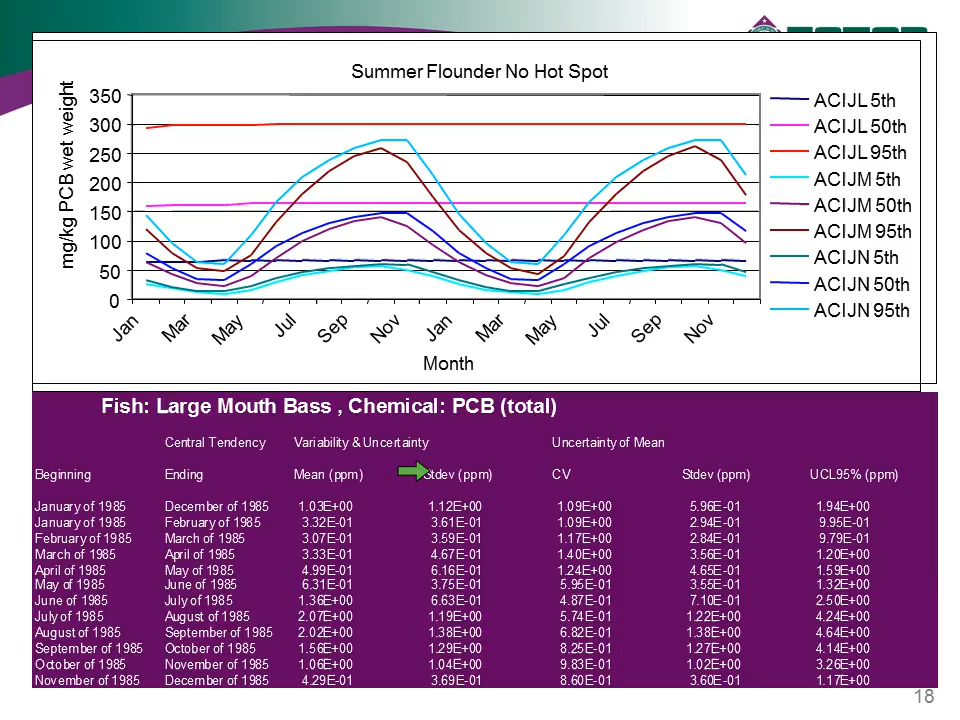 Summer Flounder No Hot Spot
mg/kg PCB wet weight
350
300
250
200
150
100
50
0
Jan
Mar
May
Jul
Sep
Nov
Jan
Mar
May
Jul
Sep
Nov
Month
ACIJL 5th
ACIJL 50th
ACIJL 95th
ACIJM 5th
ACIJM 50th
ACIJM 95th
ACIJN 5th
ACIJN 50th
ACIJN 95th
Fish: Large Mouth Bass , Chemical: PCB (total)
Central Tendency Variability & Uncertainty Uncertainty of Mean
Beginning Ending Mean (ppm) Stdev (ppm) CV Stdev (ppm) UCL95% (ppm)
January of 1985 December of 1985 1.03E+00 1.12E+00 1.09E+00 5.96E-01 1.94E+00
January of 1985 February of 1985 3.32E-01 3.61E-01 1.09E+00 2.94E-01 9.95E-01
February of 1985 March of 1985 3.07E-01 3.59E-01 1.17E+00 2.84E-01 9.79E-01
March of 1985 April of 1985 3.33E-01 4.67E-01 1.40E+00 3.56E-01 1.20E+00
April of 1985 May of 1985 4.99E-01 6.16E-01 1.24E+00 4.65E-01 1.59E+00
May of 1985 June of 1985 6.31E-01 3.75E-01 5.95E-01 3.55E-01 1.32E+00
June of 1985 July of 1985 1.36E+00 6.63E-01 4.87E-01 7.10E-01 2.50E+00
July of 1985 August of 1985 2.07E+00 1.19E+00 5.74E-01 1.22E+00 4.24E+00
August of 1985 September of 1985 2.02E+00 1.38E+00 6.82E-01 1.38E+00 4.64E+00
September of 1985 October of 1985 1.56E+00 1.29E+00 8.25E-01 1.27E+00 4.14E+00
October of 1985 November of 1985 1.06E+00 1.04E+00 9.83E-01 1.02E+00 3.26E+00
November of 1985 December of 1985 4.29E-01 3.69E-01 8.60E-01 3.60E-01 1.17E+00
18